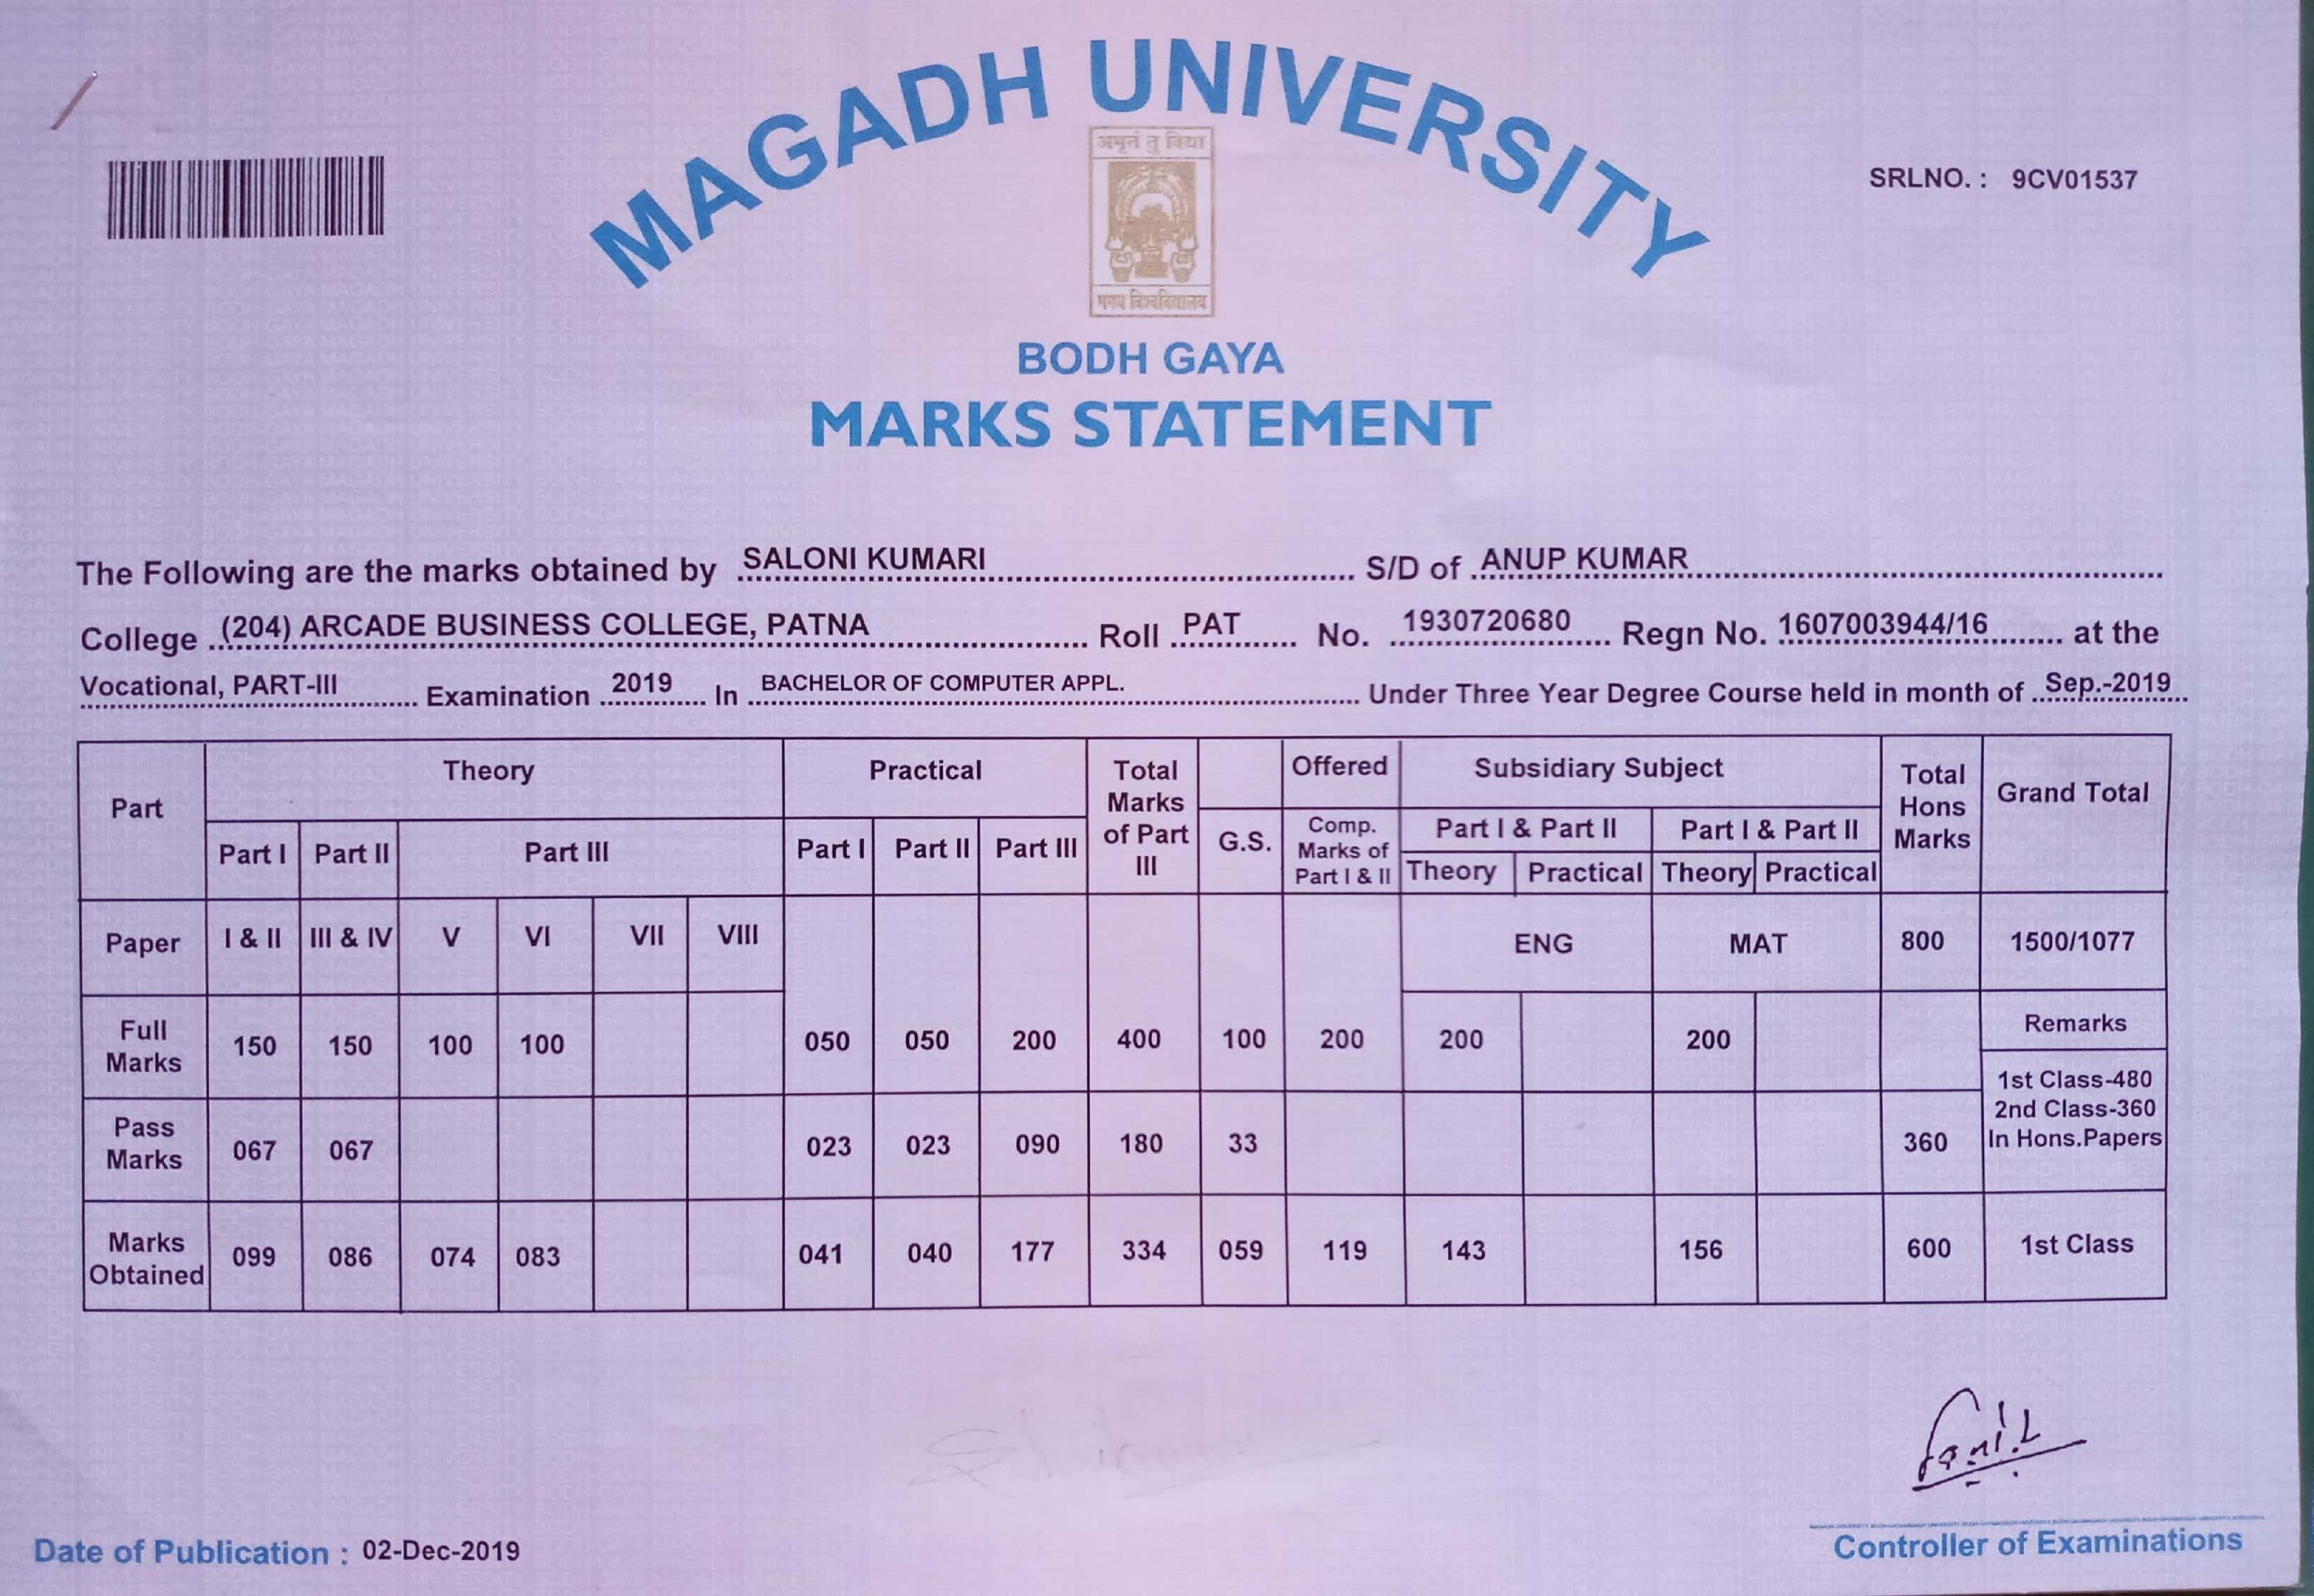 MAGADH UNIVERSITY
अमृतं तु विद्या
मगध विश्वविद्यालय
SRLNO. : 9CV01537
BODH GAYA
MARKS STATEMENT
The Following are the marks obtained by SALONI KUMARI S/D of ANUP KUMAR
College (204) ARCADE BUSINESS COLLEGE, PATNA Roll PAT No. 1930720680 Regn No. 1607003944/16 at the
Vocational, PART-III Examination 2019 In BACHELOR OF COMPUTER APPL. Under Three Year Degree Course held in month of Sep.-2019
Part Theory Practical Total Marks of Part III G.S. Offered Subsidiary Subject Total Hons Marks Grand Total
Part I Part II Part III Part I Part II Part III Comp. Marks of Part I & II Part I & Part II Part I & Part II
Theory Practical Theory Practical
Paper I & II III & IV V VI VII VIII ENG MAT 800 1500/1077
Full Marks 150 150 100 100 050 050 200 400 100 200 200 200 Remarks
Pass Marks 067 067 023 023 090 180 33 360 1st Class-480
2nd Class-360
In Hons.Papers
Marks Obtained 099 086 074 083 041 040 177 334 059 119 143 156 600 1st Class
Date of Publication : 02-Dec-2019
Controller of Examinations